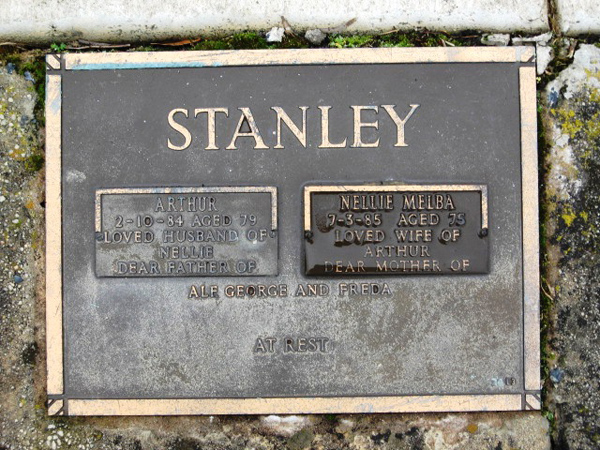 STANLEY
ARTHUR
2-10-84 AGED 79
LOVED HUSBAND OF
NELLIE
DEAR FATHER OF
NELLIE MELBA
7-3-85 AGED 75
LOVED WIFE OF
ARTHUR
DEAR MOTHER OF
ALF GEORGE AND FREDA
AT REST